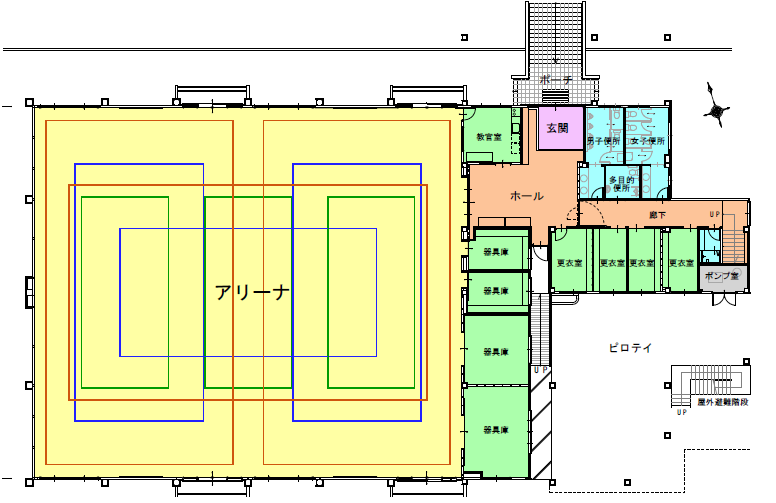 ポーチ
教官室
玄関
男子便所
女子便所
多目的
便所
ホール
廊下
UP
器具庫
更衣室
更衣室
更衣室
更衣室
ポンプ室
器具庫
アリーナ
器具庫
ピロテイ
UP
屋外避難階段
UP
器具庫